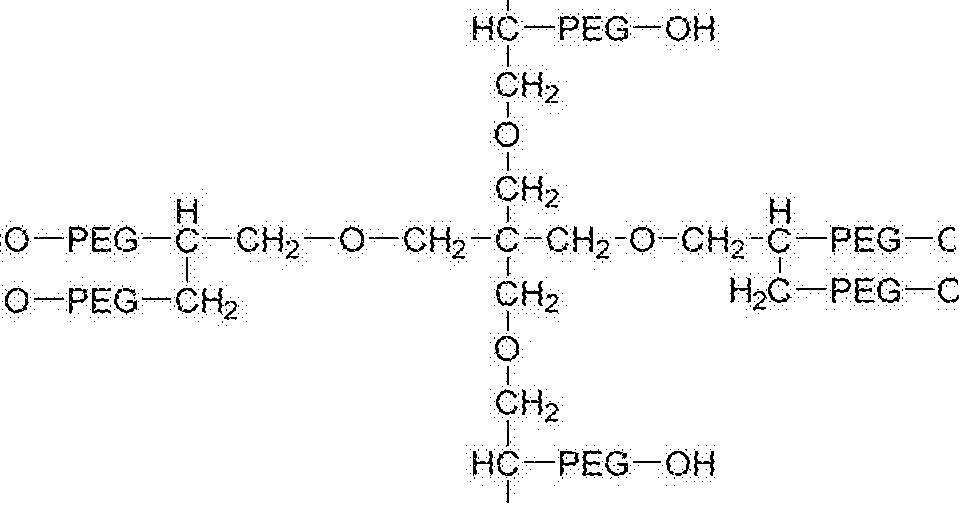 HC—PEG—OH
CH₂
O
CH₂
H H
O—PEG—C—CH₂—O—CH₂—C—CH₂—O—CH₂—C—PEG—
O—PEG—CH₂ CH₂ H₂C—PEG—
O
CH₂
HC—PEG—OH